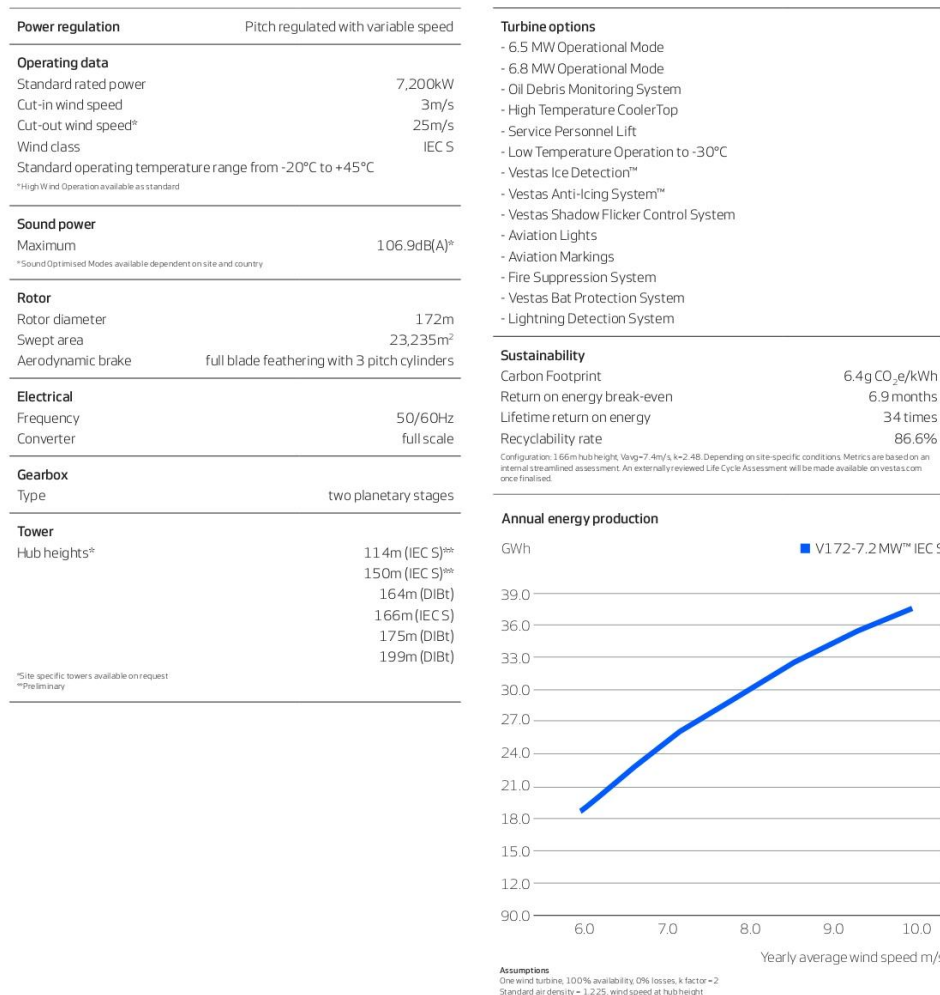 Power regulation Pitch regulated with variable speed
Operating data
Standard rated power 7,200kW
Cut-in wind speed 3m/s
Cut-out wind speed* 25m/s
Wind class IEC S
Standard operating temperature range from -20°C to +45°C
*High Wind Operation available as standard
Sound power
Maximum 106.9dB(A)*
*Sound Optimised Modes available dependent on site and country
Rotor
Rotor diameter 172m
Swept area 23,235m²
Aerodynamic brake full blade feathering with 3 pitch cylinders
Electrical
Frequency 50/60Hz
Converter full scale
Gearbox
Type two planetary stages
Tower
Hub heights* 114m (IEC S)**
150m (IEC S)**
164m (DIBt)
166m (IEC S)
175m (DIBt)
199m (DIBt)
*Site specific towers available on request
**Preliminary
Turbine options
- 6.5 MW Operational Mode
- 6.8 MW Operational Mode
- Oil Debris Monitoring System
- High Temperature CoolerTop
- Service Personnel Lift
- Low Temperature Operation to -30°C
- Vestas Ice Detection™
- Vestas Anti-Icing System™
- Vestas Shadow Flicker Control System
- Aviation Lights
- Aviation Markings
- Fire Suppression System
- Vestas Bat Protection System
- Lightning Detection System
Sustainability
Carbon Footprint 6.4g CO₂e/kWh
Return on energy break-even 6.9 months
Lifetime return on energy 34 times
Recyclability rate 86.6%
Configuration: 166m hub height, Vavg=7.4m/s, k=2.48. Depending on site-specific conditions. Metrics are based on an
internal streamlined assessment. An externally reviewed Life Cycle Assessment will be made available on vestas.com
once finalised.
Annual energy production
GWh V172-7.2 MW™ IEC S
39.0
36.0
33.0
30.0
27.0
24.0
21.0
18.0
15.0
12.0
90.0
6.0 7.0 8.0 9.0 10.0
Yearly average wind speed m/s
Assumptions
One wind turbine, 100% availability, 0% losses, k factor =2
Standard air density = 1.225, wind speed at hub height